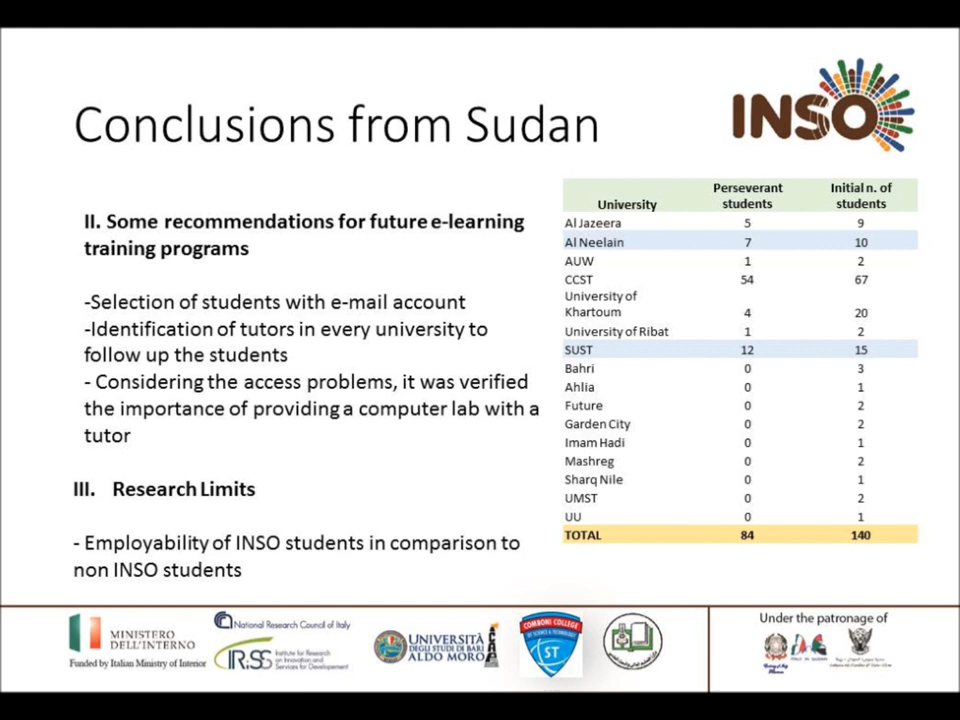 INSO
Conclusions from Sudan
II. Some recommendations for future e-learning
training programs
-Selection of students with e-mail account
-Identification of tutors in every university to
follow up the students
- Considering the access problems, it was verified
the importance of providing a computer lab with a
tutor
III. Research Limits
- Employability of INSO students in comparison to
non INSO students
University Perseverant students Initial n. of students
Al Jazeera 5 9
Al Neelain 7 10
AUW 1 2
CCST 54 67
University of
Khartoum 4 20
University of Ribat 1 2
SUST 12 15
Bahri 0 3
Ahlia 0 1
Future 0 2
Garden City 0 2
Imam Hadi 0 1
Mashreg 0 2
Sharq Nile 0 1
UMST 0 2
UU 0 1
TOTAL 84 140
MINISTERO
DELL'INTERNO
Funded by Italian Ministry of Interior
National Research Council of Italy
IRiSS Institute for Research
on Innovation and
Services for Development
UNIVERSITÀ
DEGLI STUDI DI BARI
ALDO MORO
COMBONI COLLEGE
OF SCIENCE & TECHNOLOGY
ST
Under the patronage of